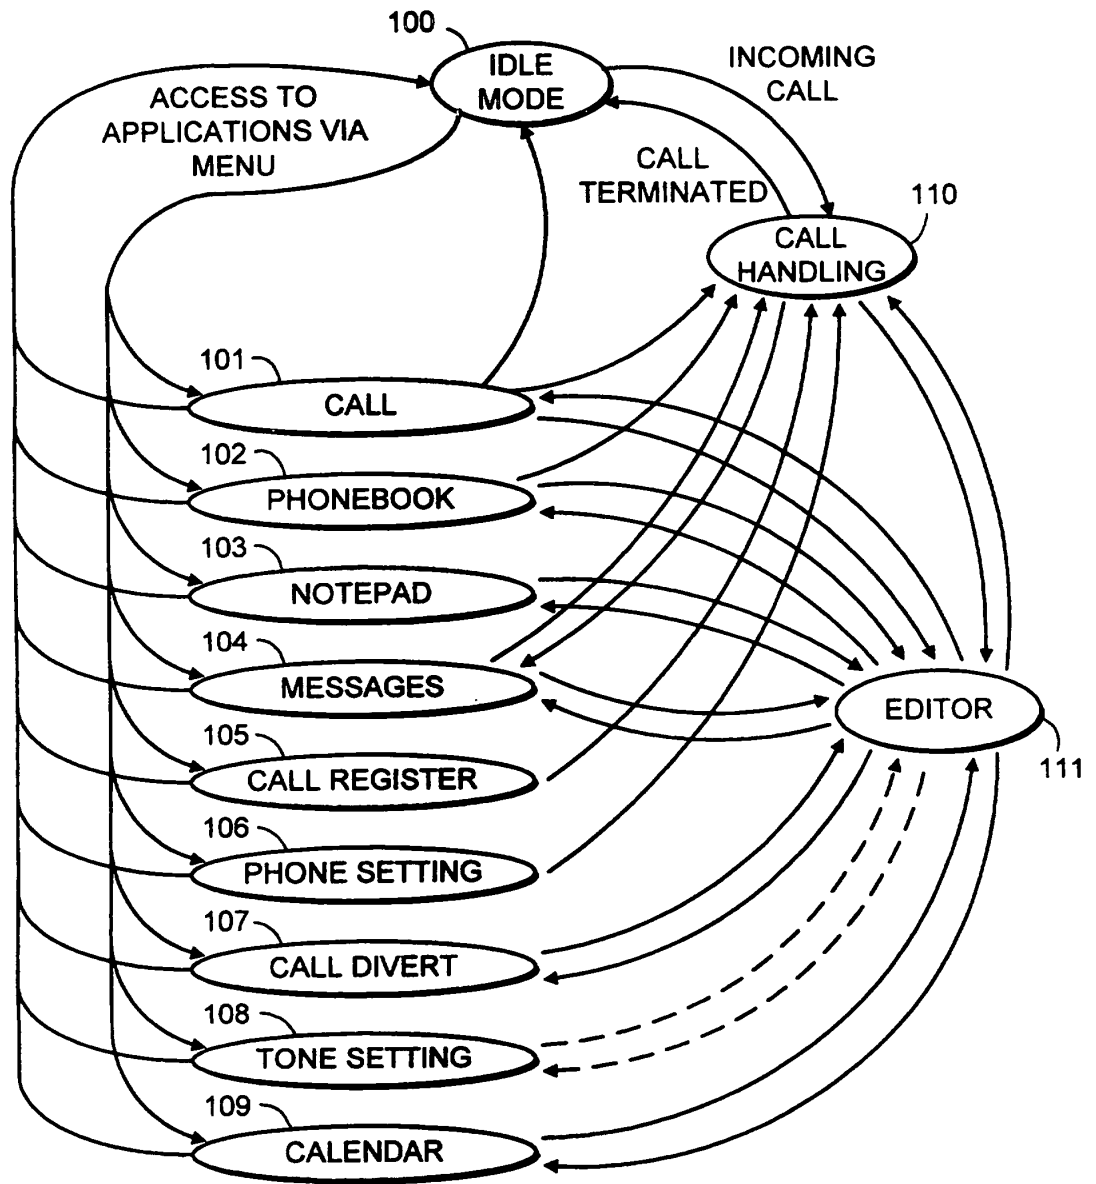 100
IDLE
MODE
INCOMING
CALL
ACCESS TO
APPLICATIONS VIA
MENU
CALL
TERMINATED
110
CALL
HANDLING
101
CALL
102
PHONEBOOK
103
NOTEPAD
104
MESSAGES
105
CALL REGISTER
106
PHONE SETTING
107
CALL DIVERT
108
TONE SETTING
109
CALENDAR
EDITOR
111